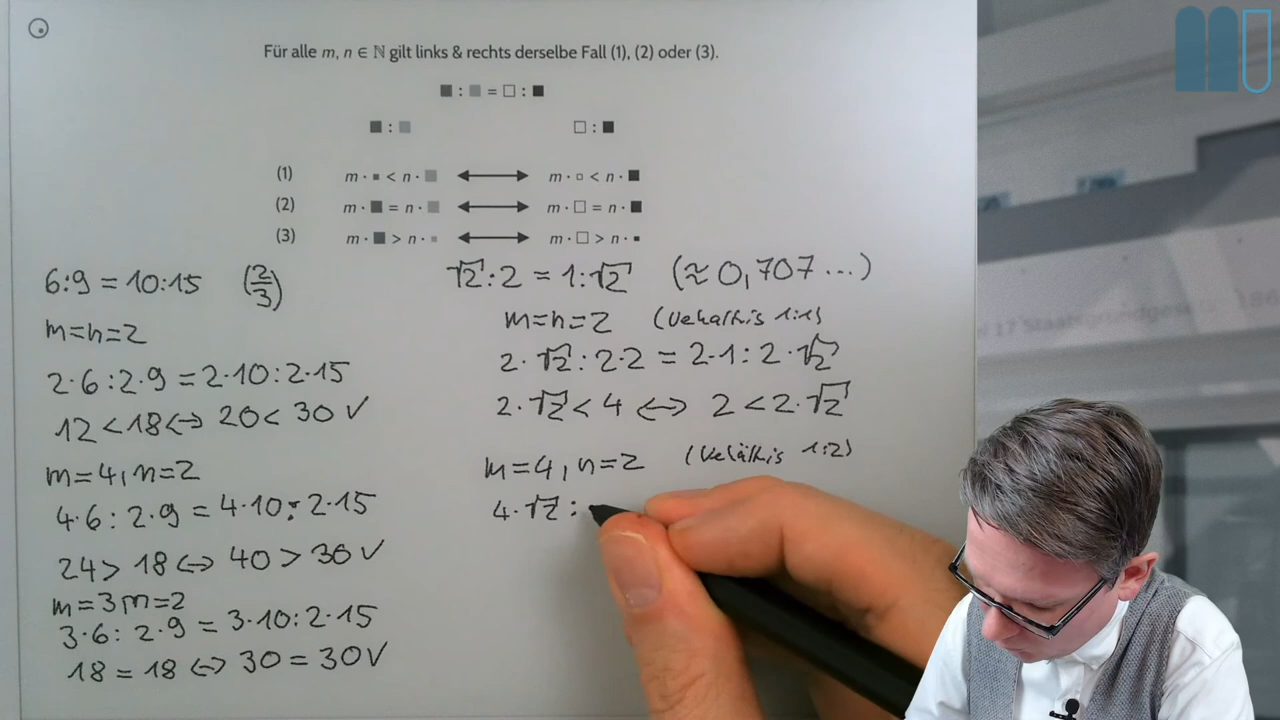 Für alle m, n ∈ ℕ gilt links & rechts derselbe Fall (1), (2) oder (3).
■ : ■ = □ : ■
■ : ■ □ : ■
(1) m · ■ < n · ■ ⟷ m · □ < n · ■
(2) m · ■ = n · ■ ⟷ m · □ = n · ■
(3) m · ■ > n · ■ ⟷ m · □ > n · ■
6:9 = 10:15 (2/3)
m=n=2
2·6 : 2·9 = 2·10 : 2·15
12 < 18 ↔ 20 < 30 ✓
m=4, n=2
4·6 : 2·9 = 4·10 : 2·15
24 > 18 ↔ 40 > 30 ✓
m=3 n=2
3·6 : 2·9 = 3·10 : 2·15
18 = 18 ↔ 30 = 30 ✓
√2 : 2 = 1 : √2 (≈ 0,707...)
m=n=2 (Verhältnis 1:1)
2·√2 : 2·2 = 2·1 : 2·√2
2·√2 < 4 ↔ 2 < 2·√2
m=4, n=2 (Verhältnis 1:2)
4·√2 :